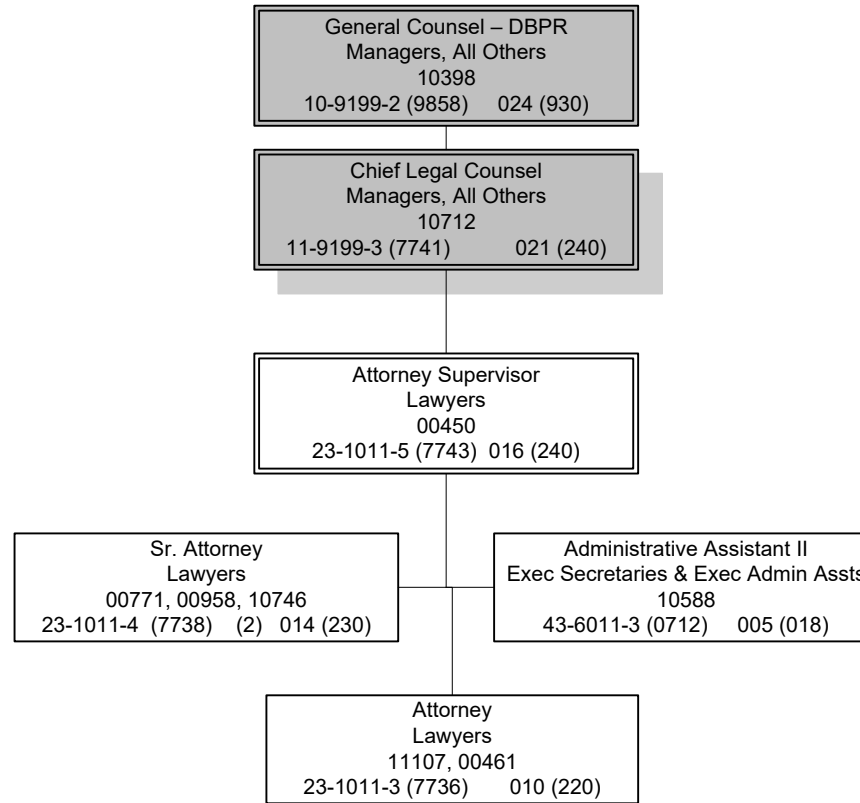 General Counsel – DBPR
Managers, All Others
10398
10-9199-2 (9858) 024 (930)
Chief Legal Counsel
Managers, All Others
10712
11-9199-3 (7741) 021 (240)
Attorney Supervisor
Lawyers
00450
23-1011-5 (7743) 016 (240)
Sr. Attorney
Lawyers
00771, 00958, 10746
23-1011-4 (7738) (2) 014 (230)
Administrative Assistant II
Exec Secretaries & Exec Admin Assts
10588
43-6011-3 (0712) 005 (018)
Attorney
Lawyers
11107, 00461
23-1011-3 (7736) 010 (220)